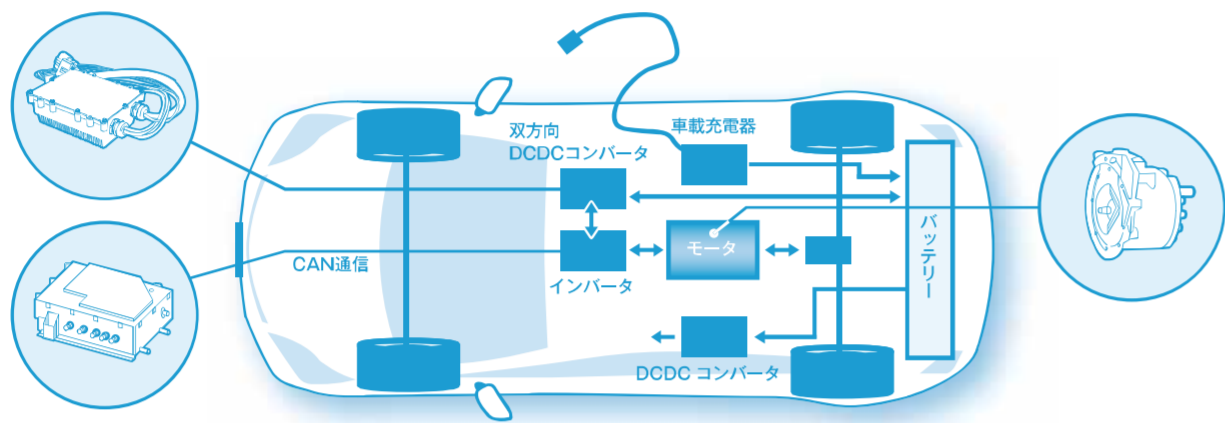 双方向
DCDCコンバータ
車載充電器
モータ
バッテリー
CAN通信
インバータ
DCDC コンバータ